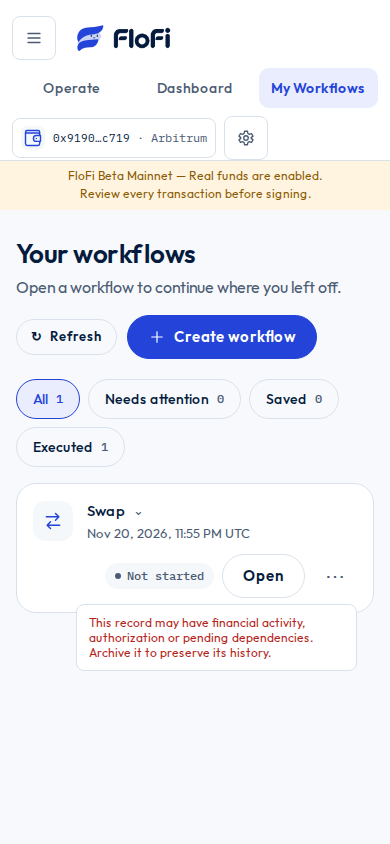 FloFi
Operate Dashboard My Workflows
0x9190…c719 · Arbitrum
FloFi Beta Mainnet — Real funds are enabled.
Review every transaction before signing.
Your workflows
Open a workflow to continue where you left off.
↻ Refresh + Create workflow
All 1 Needs attention 0 Saved 0
Executed 1
Swap
Nov 20, 2026, 11:55 PM UTC
Not started Open ...
This record may have financial activity,
authorization or pending dependencies.
Archive it to preserve its history.